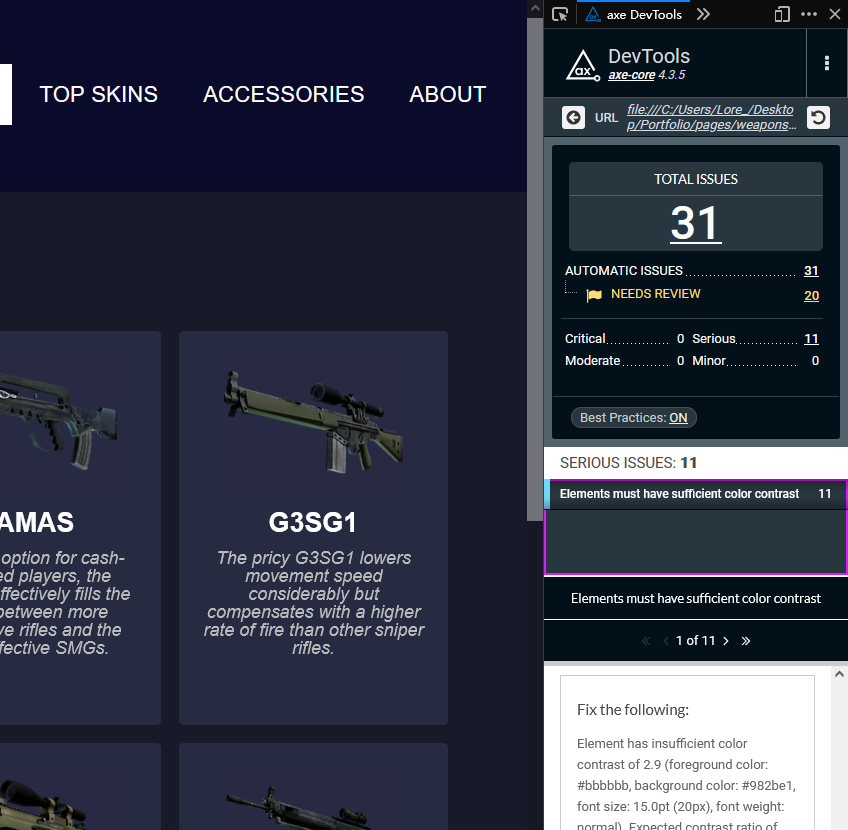 TOP SKINS ACCESSORIES ABOUT
AMAS
option for cash-
ed players, the
ffectively fills the
between more
ve rifles and the
fective SMGs.
G3SG1
The pricy G3SG1 lowers
movement speed
considerably but
compensates with a higher
rate of fire than other sniper
rifles.
axe DevTools
ax DevTools
axe-core 4.3.5
URL file:///C:/Users/Lore_/Deskto
p/Portfolio/pages/weapons...
TOTAL ISSUES
31
AUTOMATIC ISSUES 31
NEEDS REVIEW 20
Critical 0 Serious 11
Moderate 0 Minor 0
Best Practices: ON
SERIOUS ISSUES: 11
Elements must have sufficient color contrast 11
Elements must have sufficient color contrast
« ‹ 1 of 11 › »
Fix the following:
Element has insufficient color
contrast of 2.9 (foreground color:
#bbbbbb, background color: #982be1,
font size: 15.0pt (20px), font weight:
normal). Expected contrast ratio of